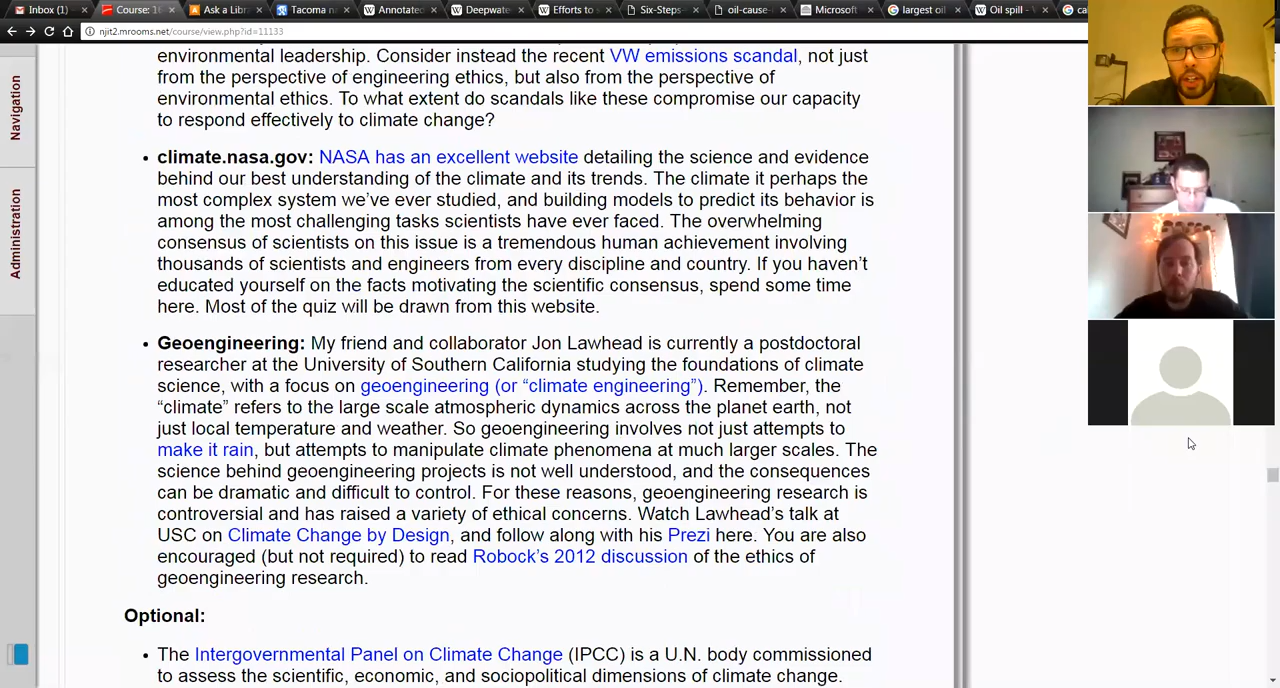 Inbox (1)
Course: 16
Ask a Libr
Tacoma n
Annotated
Deepwate
Efforts to s
Six-Steps-
oil-cause-
Microsoft
largest oil
Oil spill -
ca
njit2.mrooms.net/course/view.php?id=11133
Navigation
Administration
environmental leadership. Consider insead the recent VW emissions scandal, not just
from the perspective of engineering ethics, but also from the perspective of
environmental ethics. To what extent do scandals like these compromise our capacity
to respond effectively to climate change?
• climate.nasa.gov: NASA has an excellent website detailing the science and evidence
behind our best understanding of the climate and its trends. The climate it perhaps the
most complex system we've ever studied, and building models to predict its behavior is
among the most challenging tasks scientists have ever faced. The overwhelming
consensus of scientists on this issue is a tremendous human achievement involving
thousands of scientists and engineers from every discipline and country. If you haven't
educated yourself on the facts motivating the scientific consensus, spend some time
here. Most of the quiz will be drawn from this website.
• Geoengineering: My friend and collaborator Jon Lawhead is currently a postdoctoral
researcher at the University of Southern California studying the foundations of climate
science, with a focus on geoengineering (or “climate engineering”). Remember, the
“climate” refers to the large scale atmospheric dynamics across the planet earth, not
just local temperature and weather. So geoengineering involves not just attempts to
make it rain, but attempts to manipulate climate phenomena at much larger scales. The
science behind geoengineering projects is not well understood, and the consequences
can be dramatic and difficult to control. For these reasons, geoengineering research is
controversial and has raised a variety of ethical concerns. Watch Lawhead's talk at
USC on Climate Change by Design, and follow along with his Prezi here. You are also
encouraged (but not required) to read Robock's 2012 discussion of the ethics of
geoengineering research.
Optional:
• The Intergovernmental Panel on Climate Change (IPCC) is a U.N. body commissioned
to assess the scientific, economic, and sociopolitical dimensions of climate change.